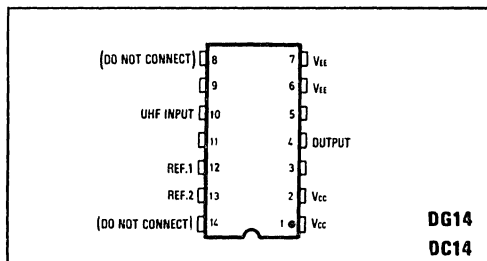 (DO NOT CONNECT) 8 7 VEE
9 6 VEE
UHF INPUT 10 5
11 4 OUTPUT
REF.1 12 3
REF.2 13 2 VCC
(DO NOT CONNECT) 14 1 VCC
DG14
DC14